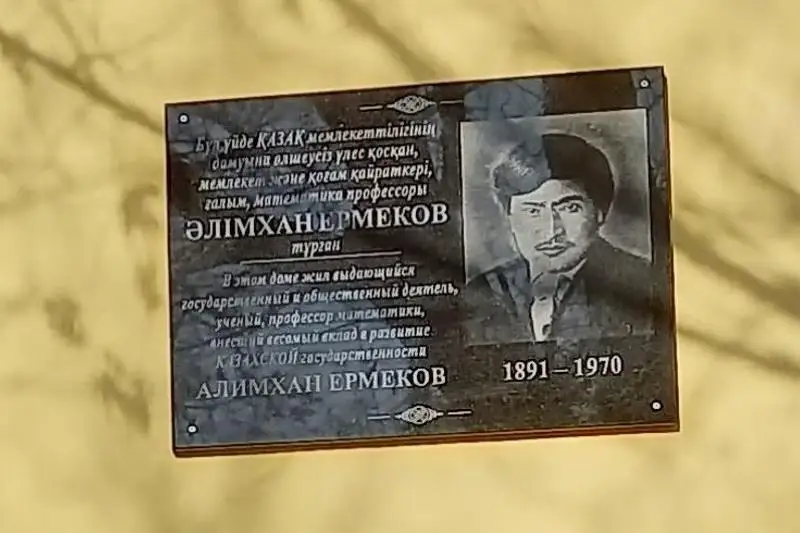 Бұл үйде ҚАЗАҚ мемлекеттілігінің
дамуына өлшеусіз үлес қосқан,
мемлекет және қоғам қайраткері,
ғалым, математика профессоры
ӘЛІМХАН ЕРМЕКОВ
тұрған
В этом доме жил выдающийся
государственный и общественный деятель,
ученый, профессор математики,
внесший весомый вклад в развитие
КАЗАХСКОЙ государственности
АЛИМХАН ЕРМЕКОВ
1891 – 1970